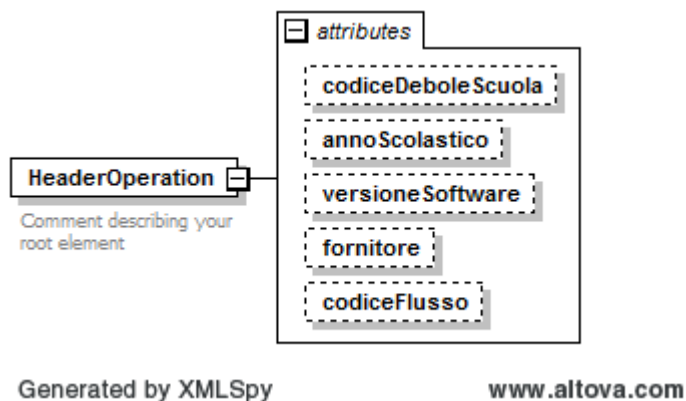 attributes
codiceDeboleScuola
annoScolastico
HeaderOperation
versioneSoftware
Comment describing your
root element
fornitore
codiceFlusso
Generated by XMLSpy
www.altova.com